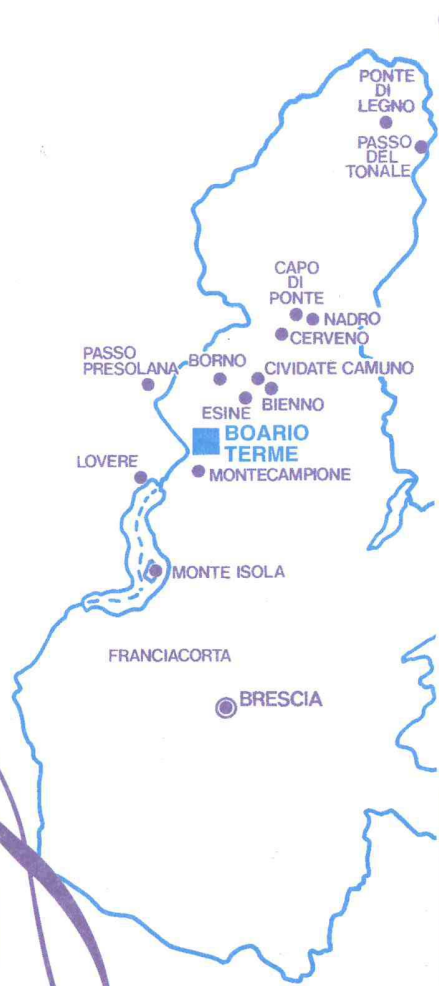 PONTE
DI
LEGNO
PASSO
DEL
TONALE
CAPO
DI
PONTE
NADRO
CERVENO
PASSO
PRESOLANA
BORNO
CIVIDATE CAMUNO
ESINE
BIENNO
BOARIO
TERME
LOVERE
MONTECAMPIONE
MONTE ISOLA
FRANCIACORTA
BRESCIA